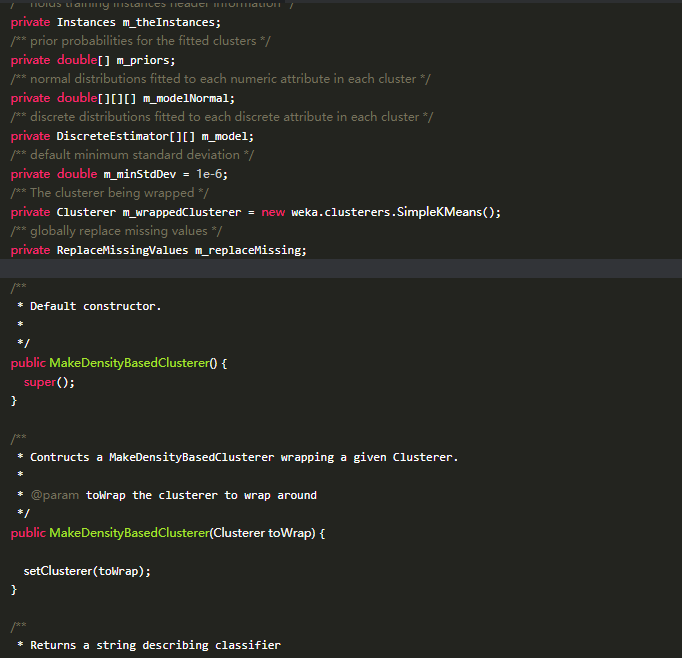 /** holds training instances header information */
private Instances m_theInstances;
/** prior probabilities for the fitted clusters */
private double[] m_priors;
/** normal distributions fitted to each numeric attribute in each cluster */
private double[][][] m_modelNormal;
/** discrete distributions fitted to each discrete attribute in each cluster */
private DiscreteEstimator[][] m_model;
/** default minimum standard deviation */
private double m_minStdDev = 1e-6;
/** The clusterer being wrapped */
private Clusterer m_wrappedClusterer = new weka.clusterers.SimpleKMeans();
/** globally replace missing values */
private ReplaceMissingValues m_replaceMissing;
/**
* Default constructor.
*
*/
public MakeDensityBasedClusterer() {
super();
}
/**
* Contructs a MakeDensityBasedClusterer wrapping a given Clusterer.
*
* @param toWrap the clusterer to wrap around
*/
public MakeDensityBasedClusterer(Clusterer toWrap) {
setClusterer(toWrap);
}
/**
* Returns a string describing classifier